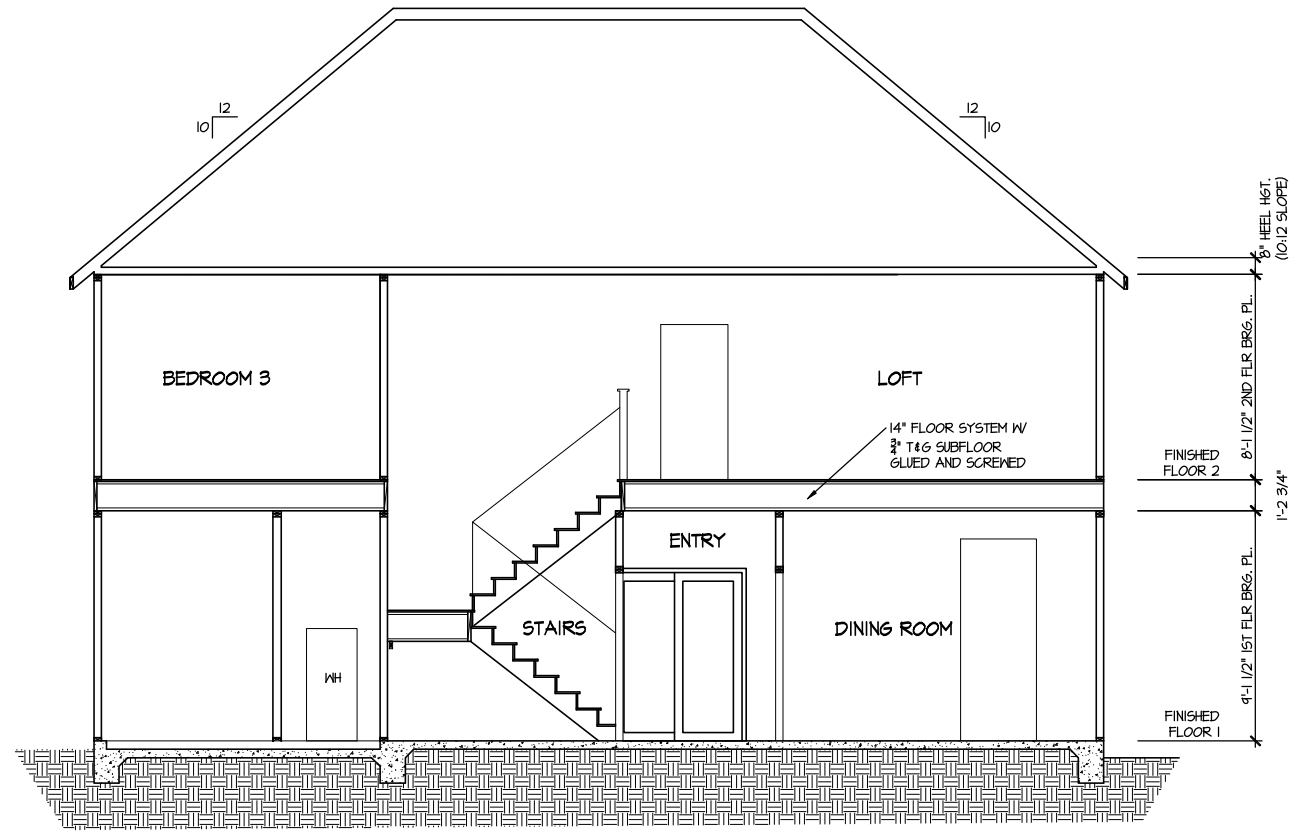 12
10
12
10
8" HEEL HGT.
(10:12 SLOPE)
BEDROOM 3
LOFT
8'-1 1/2" 2ND FLR BRG. PL.
14" FLOOR SYSTEM W/
3/4" T&G SUBFLOOR
GLUED AND SCREWED
FINISHED
FLOOR 2
1'-2 3/4"
ENTRY
STAIRS
DINING ROOM
9'-1 1/2" 1ST FLR BRG. PL.
WH
FINISHED
FLOOR 1